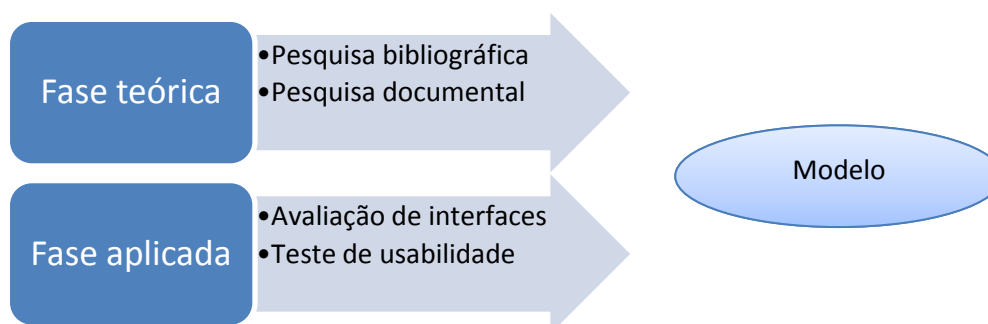 Fase teórica
•Pesquisa bibliográfica
•Pesquisa documental
Fase aplicada
•Avaliação de interfaces
•Teste de usabilidade
Modelo